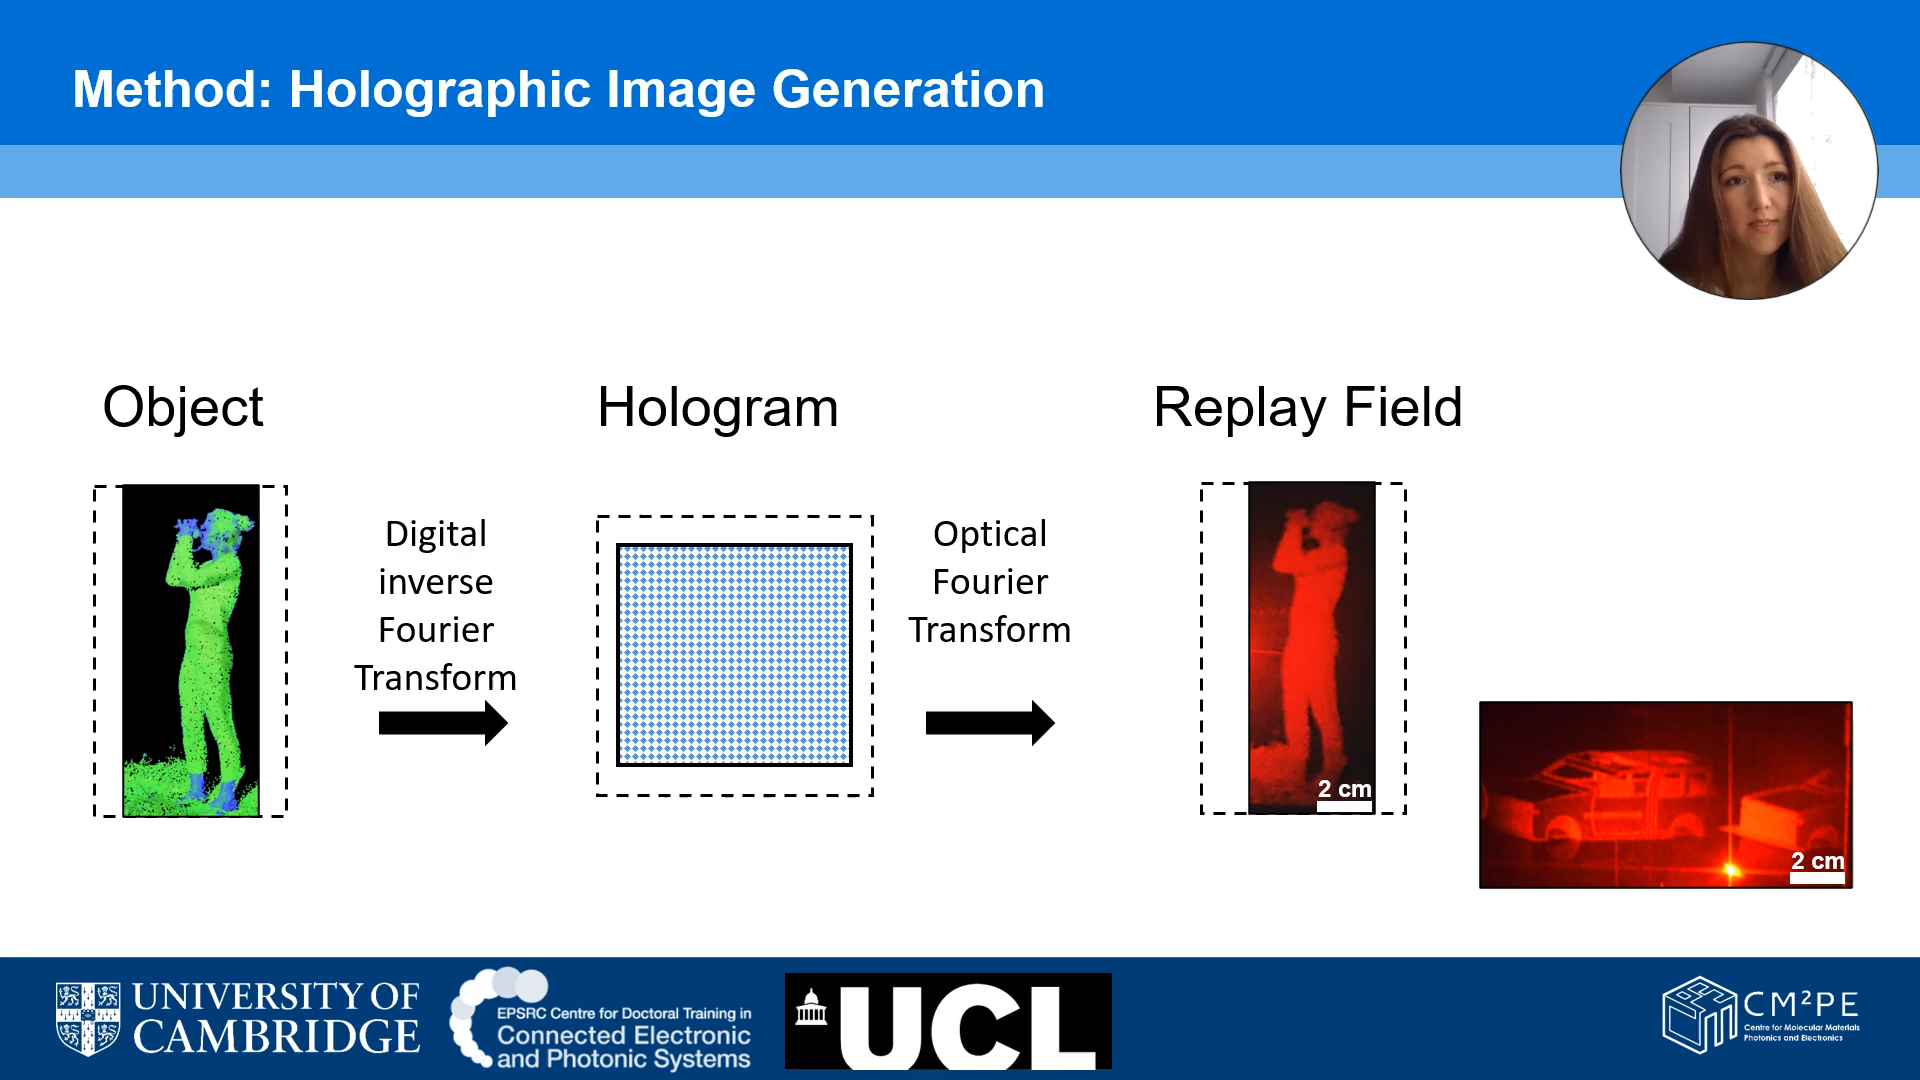 Method: Holographic Image Generation
Object
Hologram
Replay Field
Digital
inverse
Fourier
Transform
Optical
Fourier
Transform
2 cm
2 cm
UNIVERSITY OF
CAMBRIDGE
EPSRC Centre for Doctoral Training in
Connected Electronic
and Photonic Systems
UCL
CM²PE
Centre for Molecular Materials
Photonics and Electronics